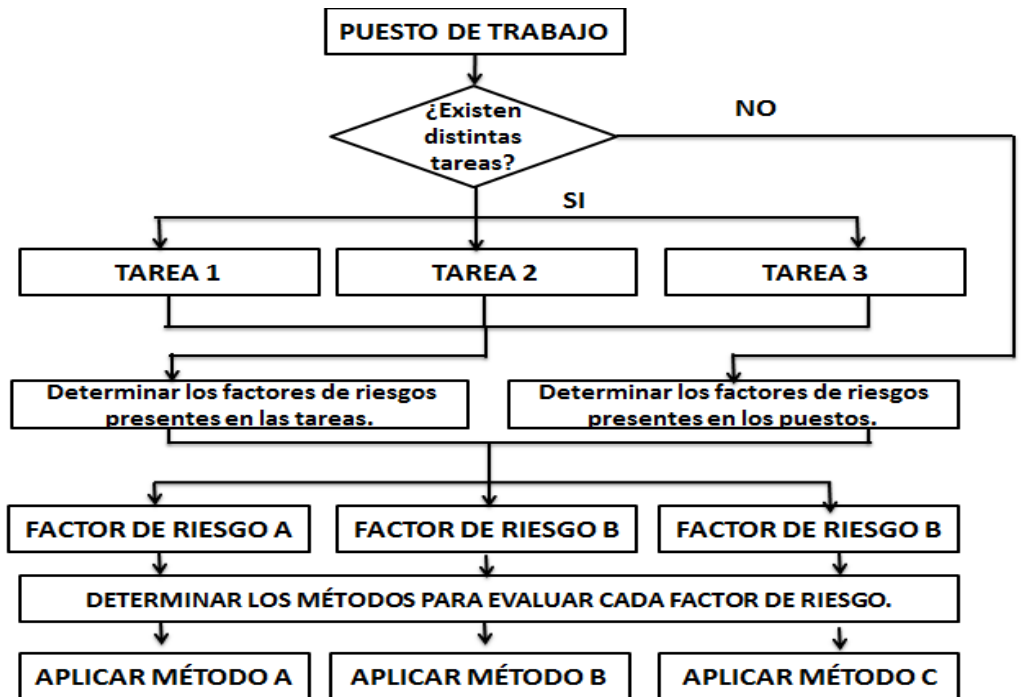 PUESTO DE TRABAJO
¿Existen
distintas
tareas?
NO
SI
TAREA 1
TAREA 2
TAREA 3
Determinar los factores de riesgos
presentes en las tareas.
Determinar los factores de riesgos
presentes en los puestos.
FACTOR DE RIESGO A
FACTOR DE RIESGO B
FACTOR DE RIESGO B
DETERMINAR LOS MÉTODOS PARA EVALUAR CADA FACTOR DE RIESGO.
APLICAR MÉTODO A
APLICAR MÉTODO B
APLICAR MÉTODO C